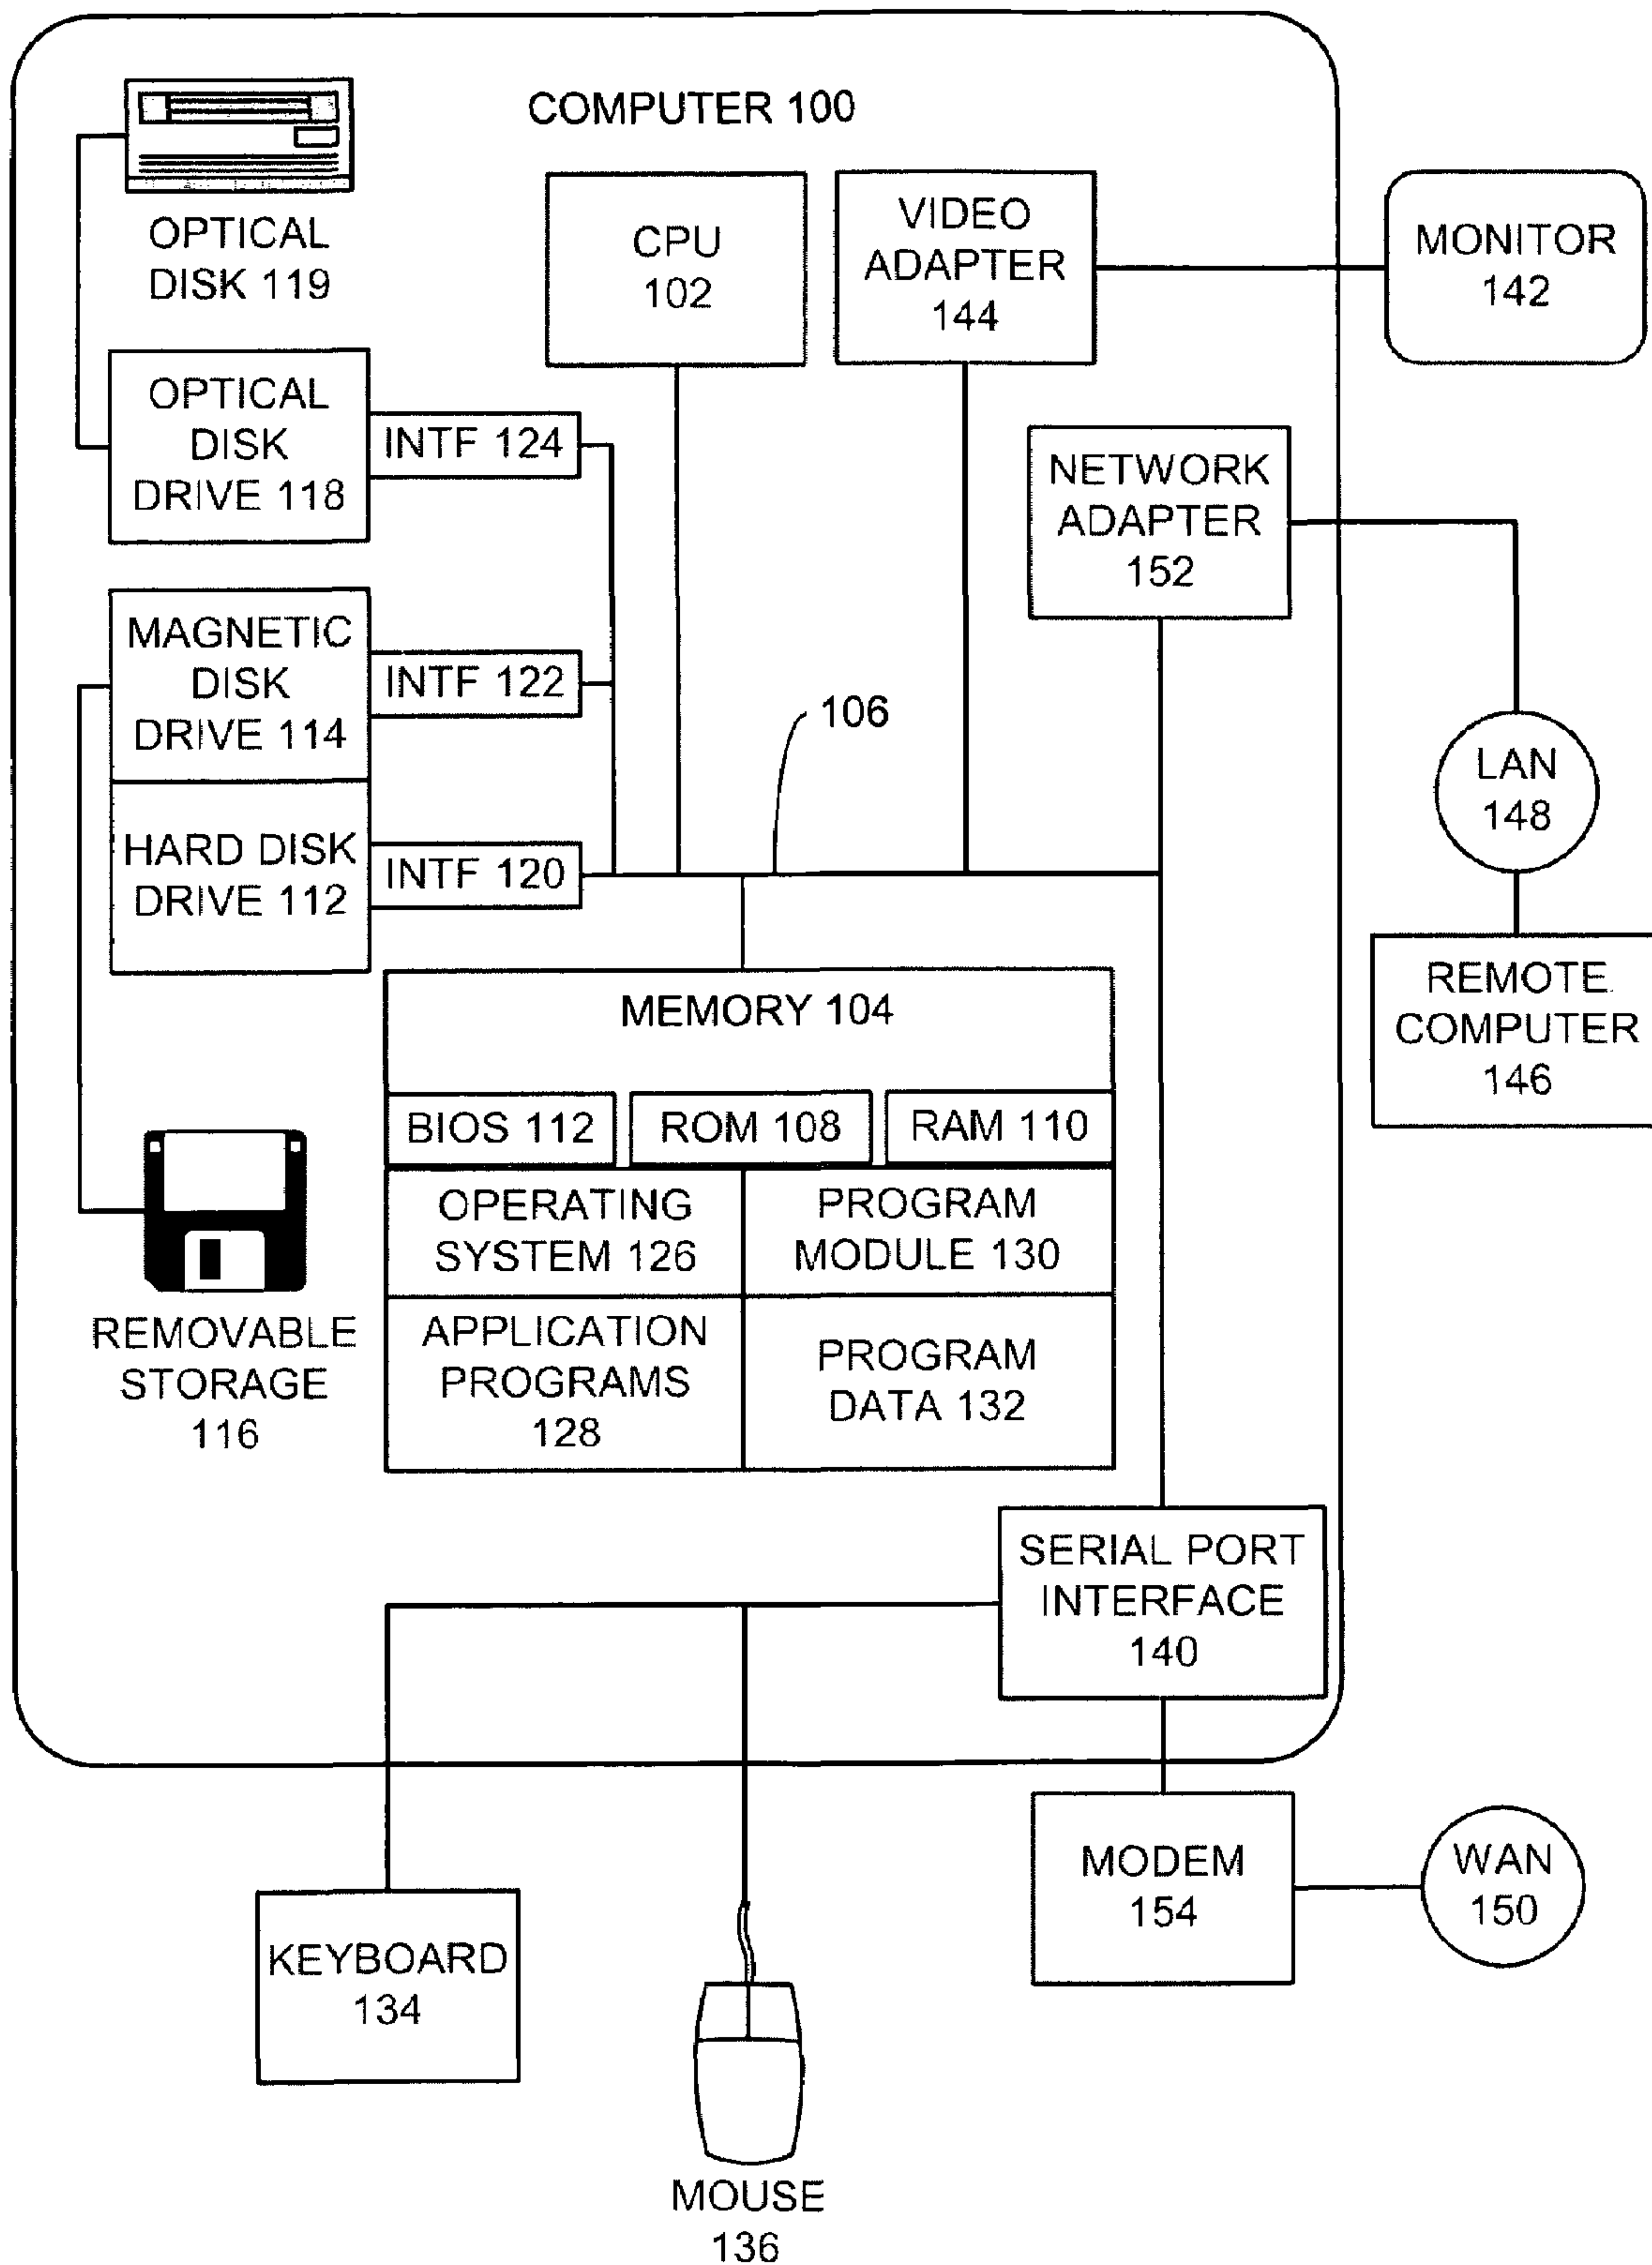 COMPUTER 100
OPTICAL
DISK 119
CPU
102
VIDEO
ADAPTER
144
MONITOR
142
OPTICAL
DISK
DRIVE 118
INTF 124
NETWORK
ADAPTER
152
MAGNETIC
DISK
DRIVE 114
INTF 122
106
LAN
148
HARD DISK
DRIVE 112
INTF 120
REMOTE
COMPUTER
146
MEMORY 104
BIOS 112
ROM 108
RAM 110
OPERATING
SYSTEM 126
PROGRAM
MODULE 130
REMOVABLE
STORAGE
116
APPLICATION
PROGRAMS
128
PROGRAM
DATA 132
SERIAL PORT
INTERFACE
140
MODEM
154
WAN
150
KEYBOARD
134
MOUSE
136